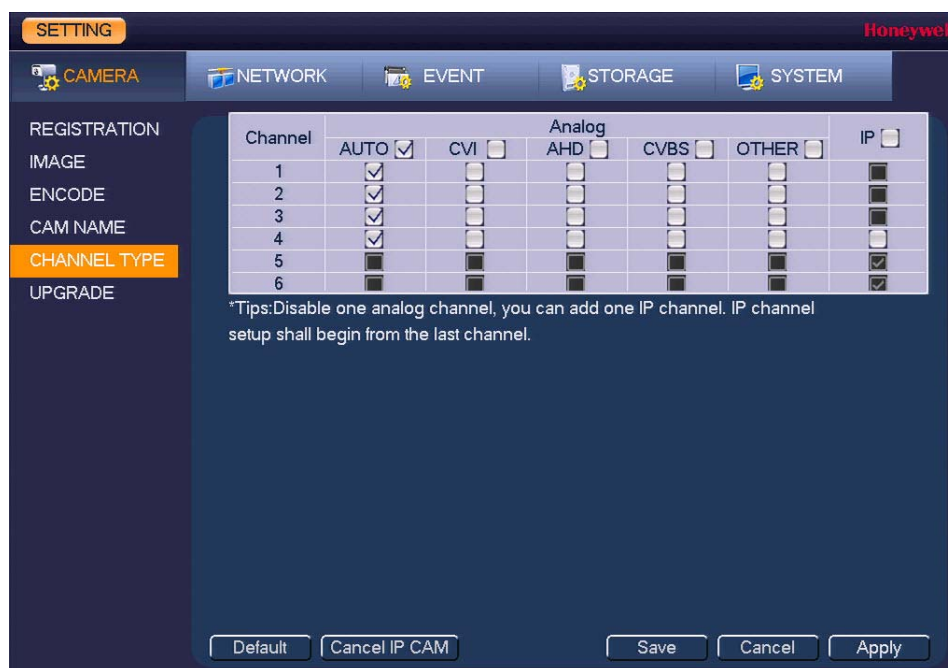 SETTING
Honeywel
CAMERA NETWORK EVENT STORAGE SYSTEM
REGISTRATION
IMAGE
ENCODE
CAM NAME
CHANNEL TYPE
UPGRADE
Channel Analog IP
AUTO CVI AHD CVBS OTHER
1
2
3
4
5
6
*Tips:Disable one analog channel, you can add one IP channel. IP channel
setup shall begin from the last channel.
Default Cancel IP CAM Save Cancel Apply